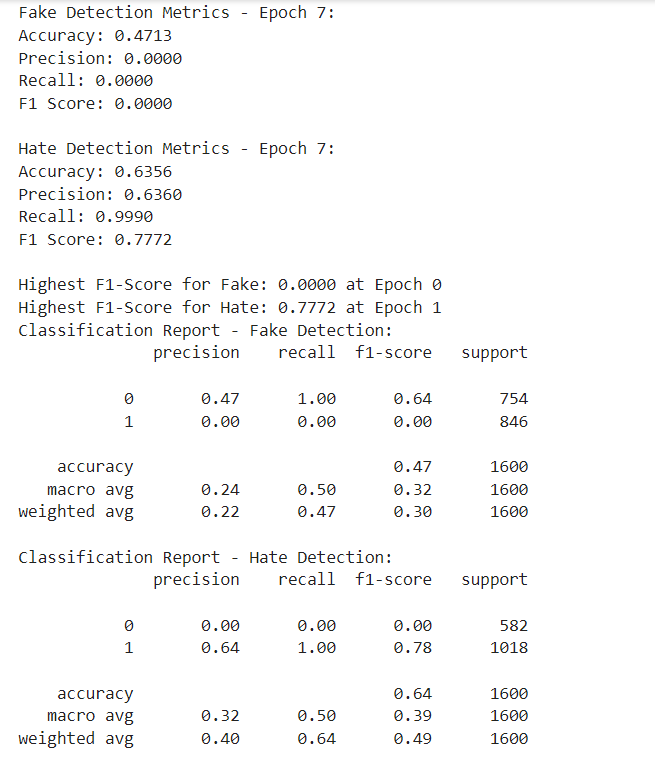 Fake Detection Metrics - Epoch 7:
Accuracy: 0.4713
Precision: 0.0000
Recall: 0.0000
F1 Score: 0.0000
Hate Detection Metrics - Epoch 7:
Accuracy: 0.6356
Precision: 0.6360
Recall: 0.9990
F1 Score: 0.7772
Highest F1-Score for Fake: 0.0000 at Epoch 0
Highest F1-Score for Hate: 0.7772 at Epoch 1
Classification Report - Fake Detection:
precision recall f1-score support
0 0.47 1.00 0.64 754
1 0.00 0.00 0.00 846
accuracy 0.47 1600
macro avg 0.24 0.50 0.32 1600
weighted avg 0.22 0.47 0.30 1600
Classification Report - Hate Detection:
precision recall f1-score support
0 0.00 0.00 0.00 582
1 0.64 1.00 0.78 1018
accuracy 0.64 1600
macro avg 0.32 0.50 0.39 1600
weighted avg 0.40 0.64 0.49 1600